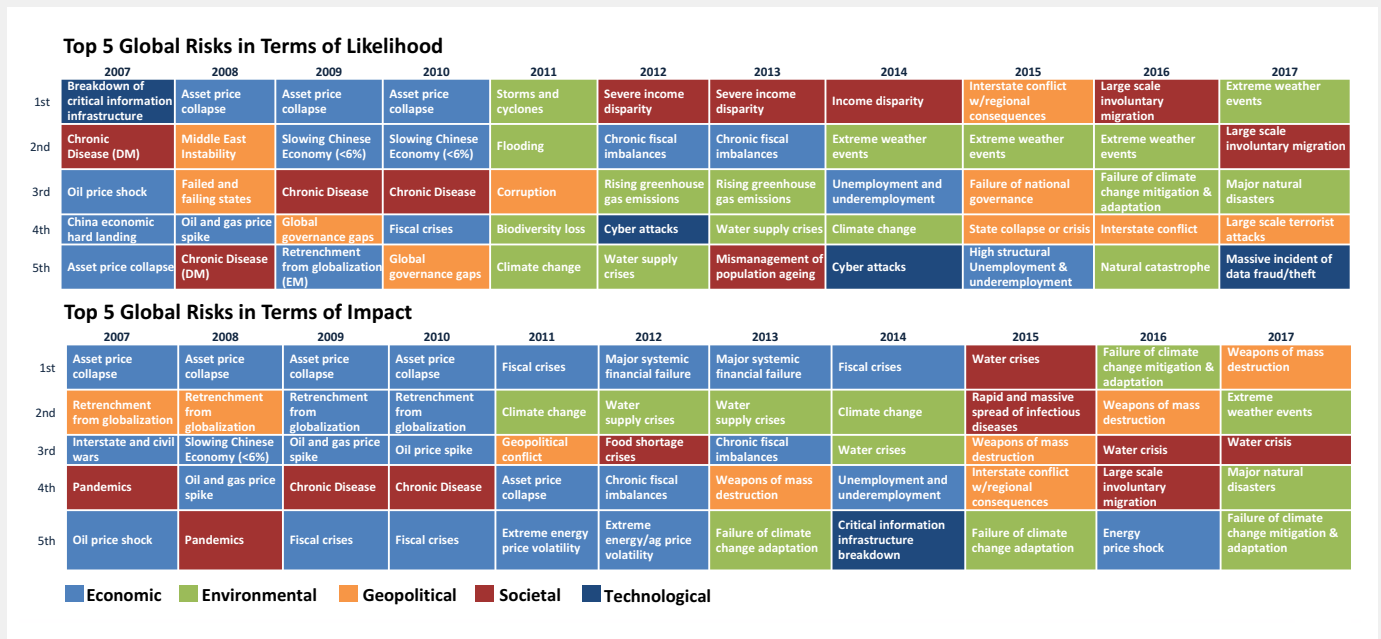 Top 5 Global Risks in Terms of Likelihood
2007 2008 2009 2010 2011 2012 2013 2014 2015 2016 2017
1st
Breakdown of
critical information
infrastructure
Asset price
collapse
Asset price
collapse
Asset price
collapse
Storms and
cyclones
Severe income
disparity
Severe income
disparity
Income disparity
Interstate conflict
w/regional
consequences
Large scale
involuntary
migration
Extreme weather
events
2nd
Chronic
Disease (DM)
Middle East
Instability
Slowing Chinese
Economy (<6%)
Slowing Chinese
Economy (<6%)
Flooding
Chronic fiscal
imbalances
Chronic fiscal
imbalances
Extreme weather
events
Extreme weather
events
Extreme weather
events
Large scale
involuntary migration
3rd
Oil price shock
Failed and
failing states
Chronic Disease
Chronic Disease
Corruption
Rising greenhouse
gas emissions
Rising greenhouse
gas emissions
Unemployment and
underemployment
Failure of national
governance
Failure of climate
change mitigation &
adaptation
Major natural
disasters
4th
China economic
hard landing
Oil and gas price
spike
Global
governance gaps
Fiscal crises
Biodiversity loss
Cyber attacks
Water supply crises
Climate change
State collapse or crisis
Interstate conflict
Large scale terrorist
attacks
5th
Asset price collapse
Chronic Disease
(DM)
Retrenchment
from globalization
(EM)
Global
governance gaps
Climate change
Water supply
crises
Mismanagement of
population ageing
Cyber attacks
High structural
Unemployment &
underemployment
Natural catastrophe
Massive incident of
data fraud/theft
Top 5 Global Risks in Terms of Impact
2007 2008 2009 2010 2011 2012 2013 2014 2015 2016 2017
1st
Asset price
collapse
Asset price
collapse
Asset price
collapse
Asset price
collapse
Fiscal crises
Major systemic
financial failure
Major systemic
financial failure
Fiscal crises
Water crises
Failure of climate
change mitigation &
adaptation
Weapons of mass
destruction
2nd
Retrenchment
from globalization
Retrenchment
from
globalization
Retrenchment
from
globalization
Retrenchment
from
globalization
Climate change
Water
supply crises
Water
supply crises
Climate change
Rapid and massive
spread of infectious
diseases
Weapons of mass
destruction
Extreme
weather events
3rd
Interstate and civil
wars
Slowing Chinese
Economy (<6%)
Oil and gas price
spike
Oil price spike
Geopolitical
conflict
Food shortage
crises
Chronic fiscal
imbalances
Water crises
Weapons of mass
destruction
Water crisis
Water crisis
4th
Pandemics
Oil and gas price
spike
Chronic Disease
Chronic Disease
Asset price
collapse
Chronic fiscal
imbalances
Weapons of mass
destruction
Unemployment and
underemployment
Interstate conflict
w/regional
consequences
Large scale
involuntary
migration
Major natural
disasters
5th
Oil price shock
Pandemics
Fiscal crises
Fiscal crises
Extreme energy
price volatility
Extreme
energy/ag price
volatility
Failure of climate
change adaptation
Critical information
infrastructure
breakdown
Failure of climate
change adaptation
Energy
price shock
Failure of climate
change mitigation &
adaptation
Economic Environmental Geopolitical Societal Technological